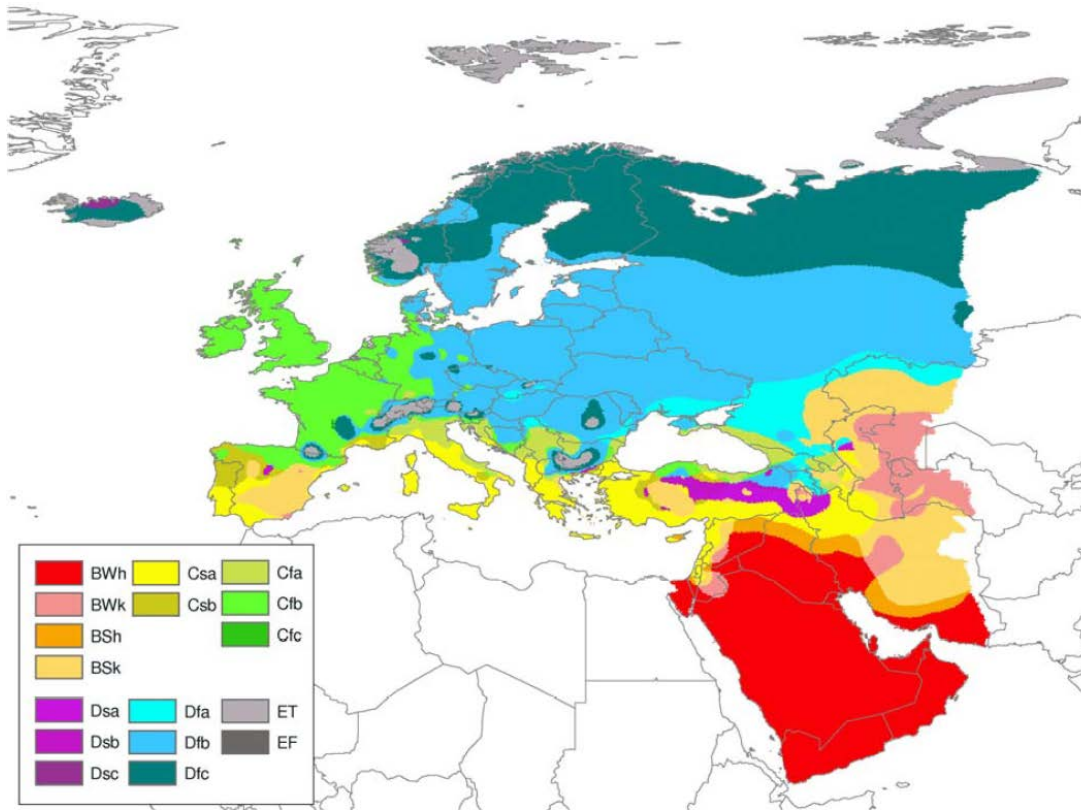 BWh Csa Cfa
BWk Csb Cfb
BSh Cfc
BSk
Dsa Dfa ET
Dsb Dfb EF
Dsc Dfc